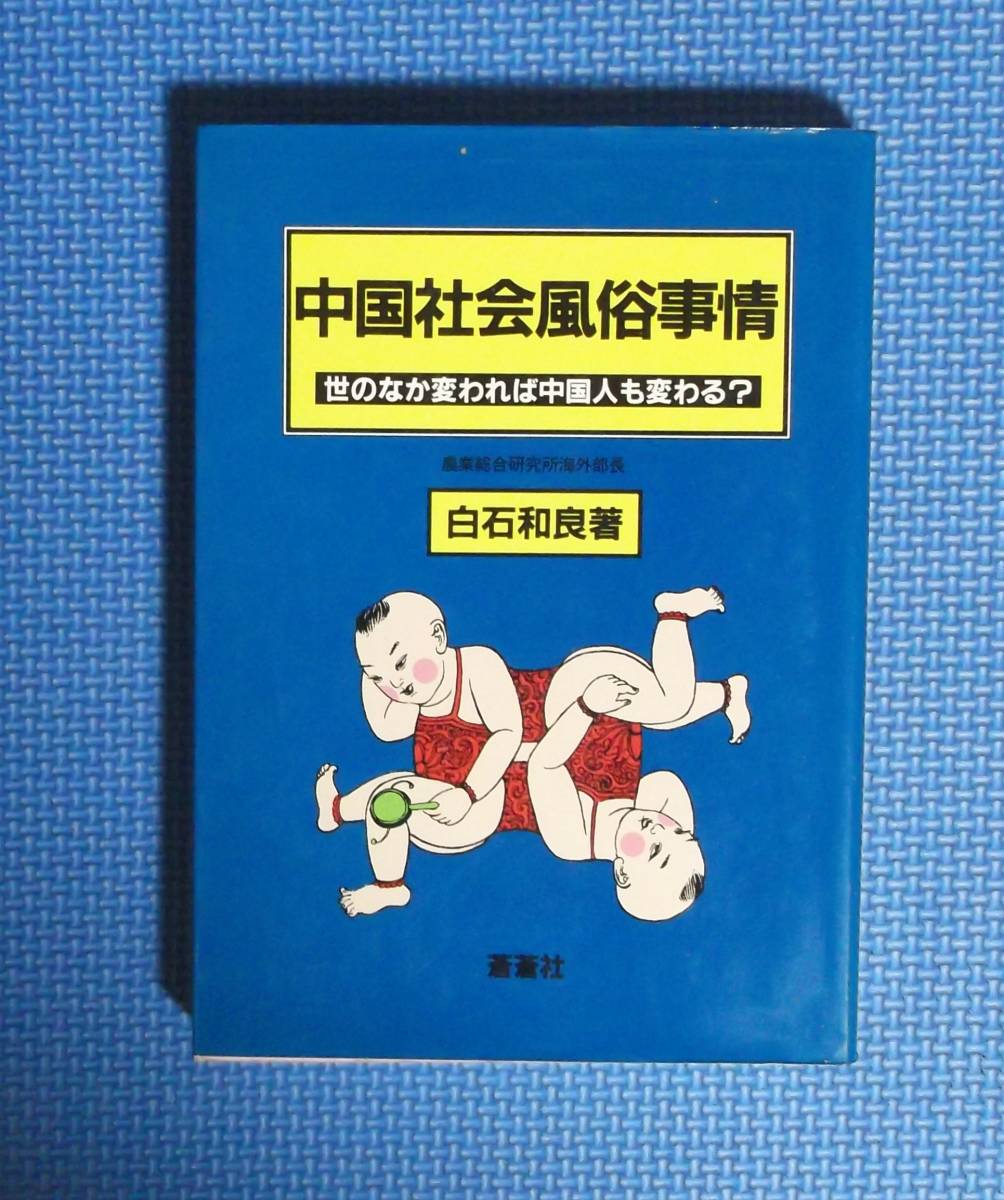 中国社会風俗事情
世のなか変われば中国人も変わる?
農業総合研究所海外部長
白石和良著
蒼蒼社